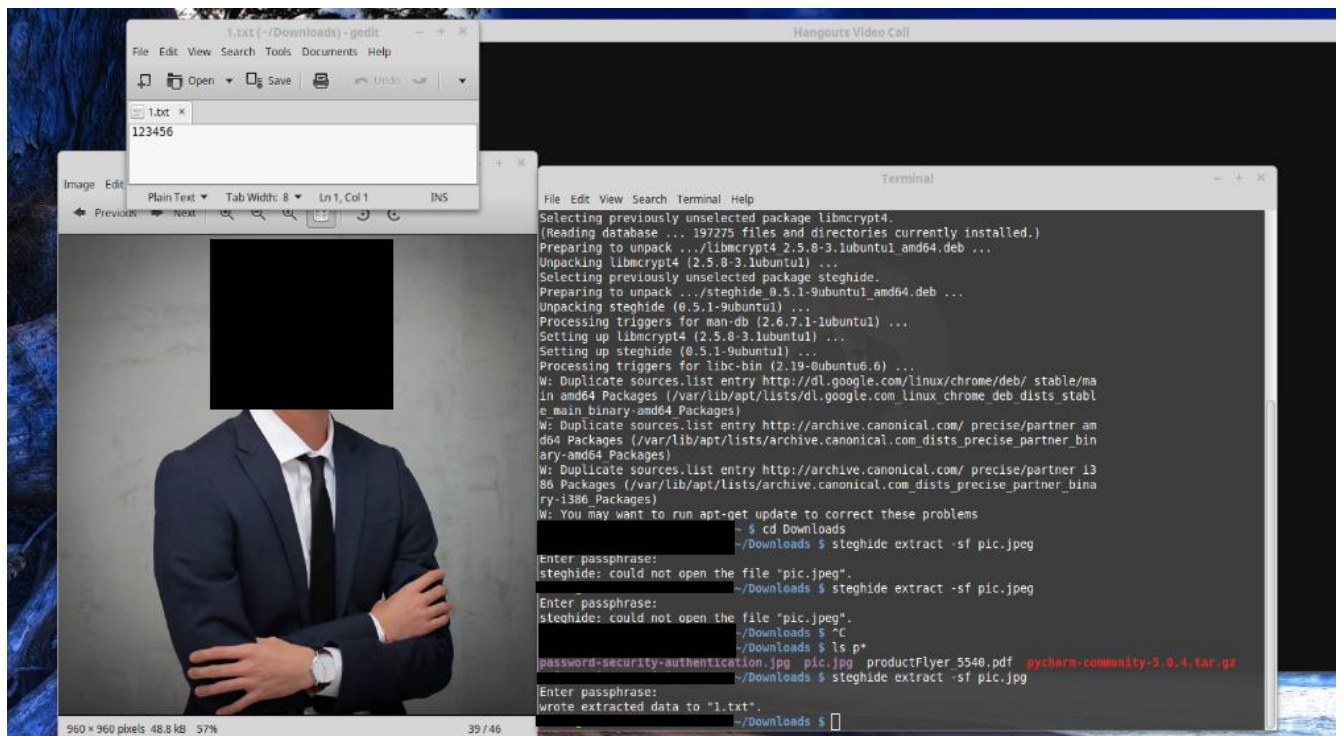 1.txt (~/Downloads) - gedit
File Edit View Search Tools Documents Help
Open Save Undo
1.txt
123456
Plain Text Tab Width: 8 Ln 1, Col 1 INS
Hangouts Video Call
Image Edit
Previous Next
960 × 960 pixels 48.8 kB 57% 39 / 46
Terminal
File Edit View Search Terminal Help
Selecting previously unselected package libmcrypt4.
(Reading database ... 197275 files and directories currently installed.)
Preparing to unpack .../libmcrypt4_2.5.8-3.1ubuntu1_amd64.deb ...
Unpacking libmcrypt4 (2.5.8-3.1ubuntu1) ...
Selecting previously unselected package steghide.
Preparing to unpack .../steghide_0.5.1-9ubuntu1_amd64.deb ...
Unpacking steghide (0.5.1-9ubuntu1) ...
Processing triggers for man-db (2.6.7.1-1ubuntu1) ...
Setting up libmcrypt4 (2.5.8-3.1ubuntu1) ...
Setting up steghide (0.5.1-9ubuntu1) ...
Processing triggers for libc-bin (2.19-0ubuntu6.6) ...
W: Duplicate sources.list entry http://dl.google.com/linux/chrome/deb/ stable/ma
in amd64 Packages (/var/lib/apt/lists/dl.google.com_linux_chrome_deb_dists_stabl
e_main_binary-amd64_Packages)
W: Duplicate sources.list entry http://archive.canonical.com/ precise/partner am
d64 Packages (/var/lib/apt/lists/archive.canonical.com_dists_precise_partner_bin
ary-amd64_Packages)
W: Duplicate sources.list entry http://archive.canonical.com/ precise/partner i3
86 Packages (/var/lib/apt/lists/archive.canonical.com_dists_precise_partner_bina
ry-i386_Packages)
W: You may want to run apt-get update to correct these problems
~ $ cd Downloads
~/Downloads $ steghide extract -sf pic.jpeg
Enter passphrase:
steghide: could not open the file "pic.jpeg".
~/Downloads $ steghide extract -sf pic.jpeg
Enter passphrase:
steghide: could not open the file "pic.jpeg".
~/Downloads $ ^C
~/Downloads $ ls p*
password-security-authentication.jpg pic.jpg productFlyer_5540.pdf pycharm-community-5.0.4.tar.gz
~/Downloads $ steghide extract -sf pic.jpg
Enter passphrase:
wrote extracted data to "1.txt".
~/Downloads $